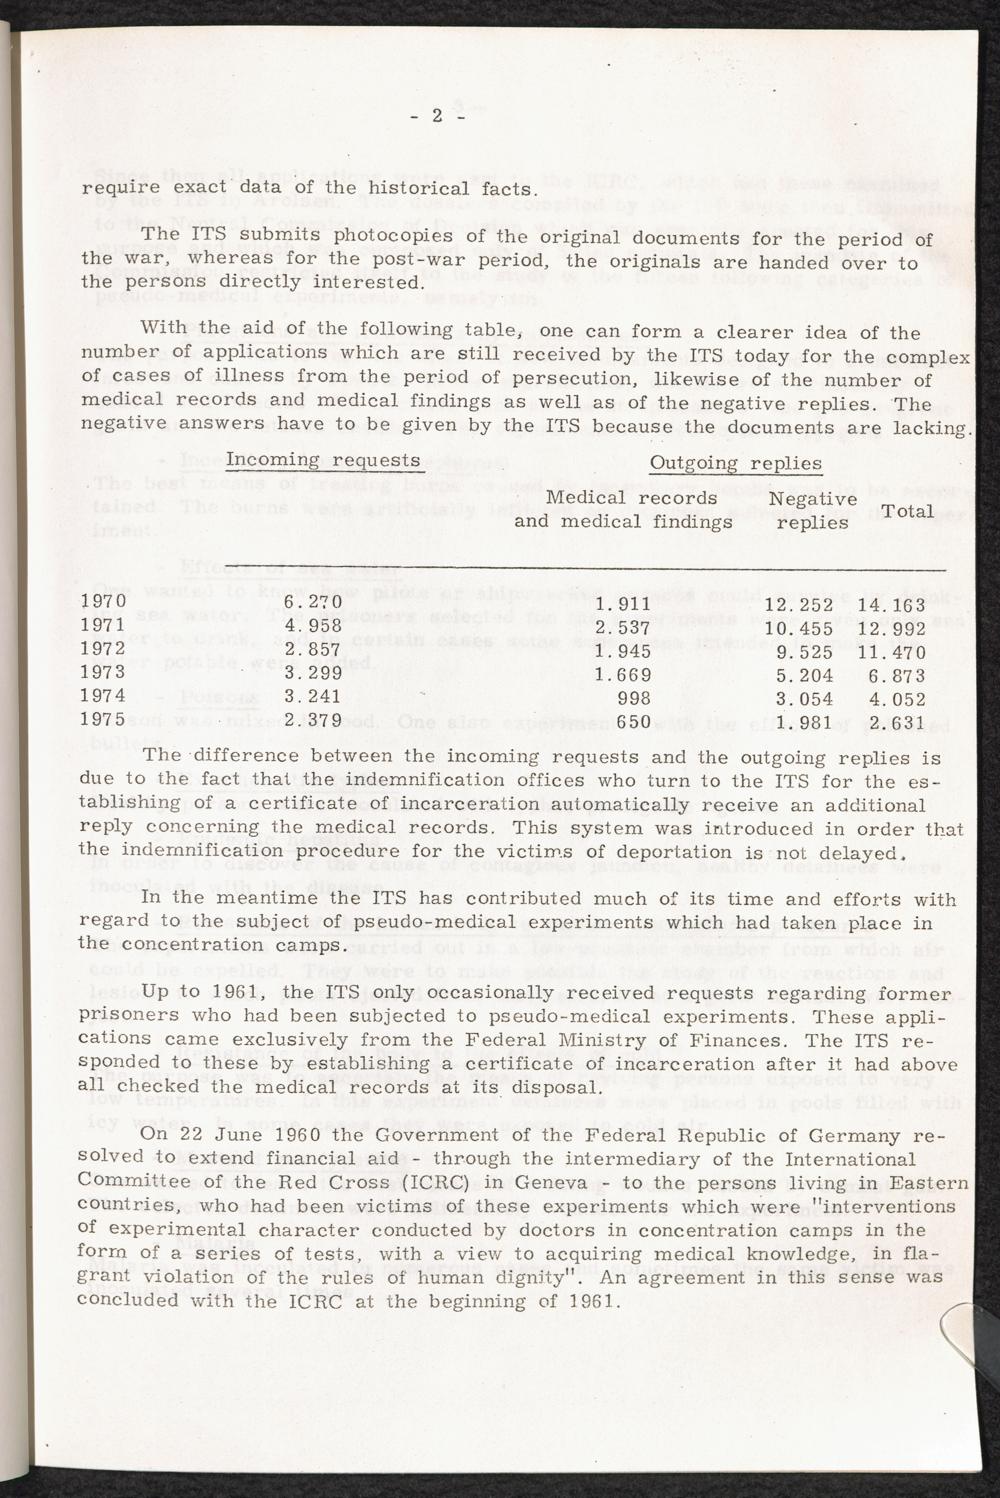 - 2 -
require exact data of the historical facts.
The ITS submits photocopies of the original documents for the period of
the war, whereas for the post-war period, the originals are handed over to
the persons directly interested.
With the aid of the following table, one can form a clearer idea of the
number of applications which are still received by the ITS today for the complex
of cases of illness from the period of persecution, likewise of the number of
medical records and medical findings as well as of the negative replies. The
negative answers have to be given by the ITS because the documents are lacking.
Incoming requests Outgoing replies
Medical records Negative Total
and medical findings replies
1970 6.270 1.911 12.252 14.163
1971 4.958 2.537 10.455 12.992
1972 2.857 1.945 9.525 11.470
1973 3.299 1.669 5.204 6.873
1974 3.241 998 3.054 4.052
1975 2.379 650 1.981 2.631
The difference between the incoming requests and the outgoing replies is
due to the fact that the indemnification offices who turn to the ITS for the es-
tablishing of a certificate of incarceration automatically receive an additional
reply concerning the medical records. This system was introduced in order that
the indemnification procedure for the victims of deportation is not delayed.
In the meantime the ITS has contributed much of its time and efforts with
regard to the subject of pseudo-medical experiments which had taken place in
the concentration camps.
Up to 1961, the ITS only occasionally received requests regarding former
prisoners who had been subjected to pseudo-medical experiments. These appli-
cations came exclusively from the Federal Ministry of Finances. The ITS re-
sponded to these by establishing a certificate of incarceration after it had above
all checked the medical records at its disposal.
On 22 June 1960 the Government of the Federal Republic of Germany re-
solved to extend financial aid - through the intermediary of the International
Committee of the Red Cross (ICRC) in Geneva - to the persons living in Eastern
countries, who had been victims of these experiments which were "interventions
of experimental character conducted by doctors in concentration camps in the
form of a series of tests, with a view to acquiring medical knowledge, in fla-
grant violation of the rules of human dignity". An agreement in this sense was
concluded with the ICRC at the beginning of 1961.